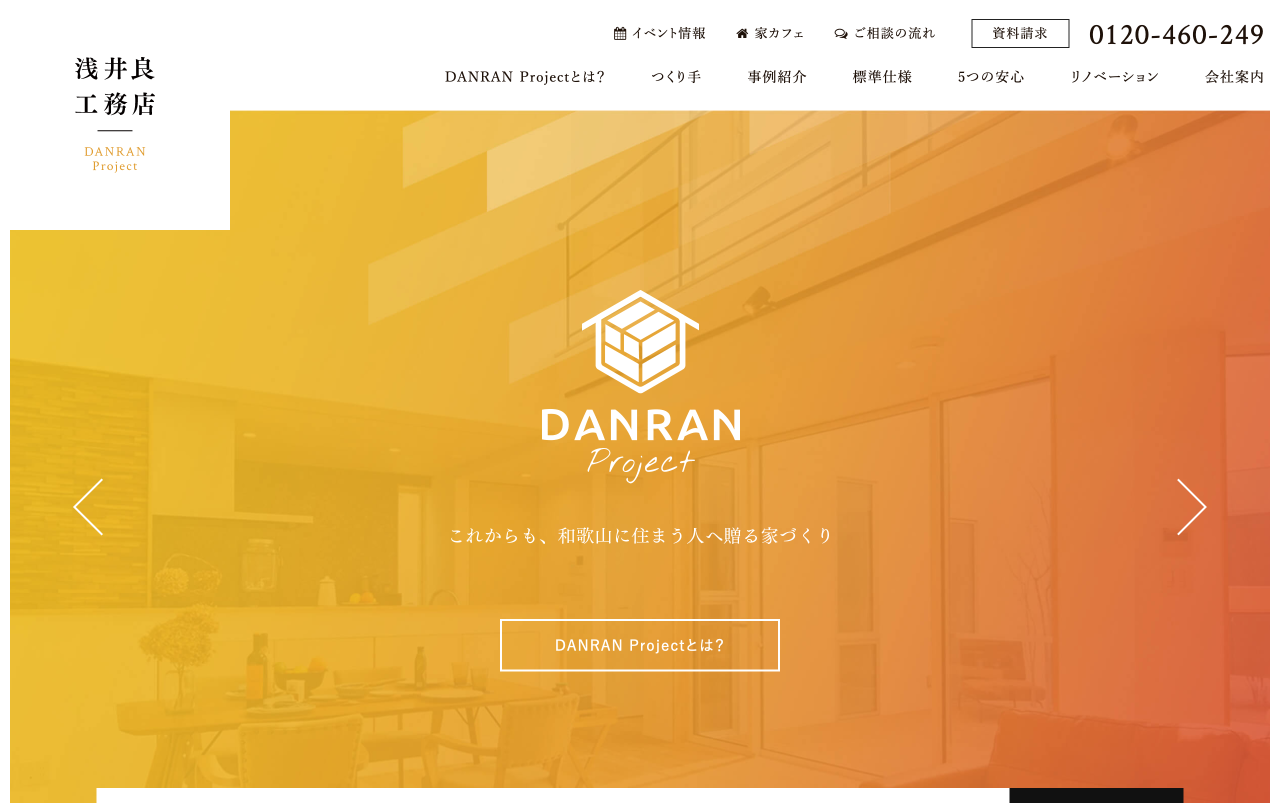 イベント情報
家カフェ
ご相談の流れ
資料請求
0120-460-249
浅井良
工務店
DANRAN
Project
DANRAN Projectとは?
つくり手
事例紹介
標準仕様
5つの安心
リノベーション
会社案内
DANRAN
Project
これからも、和歌山に住まう人へ贈る家づくり
DANRAN Projectとは?